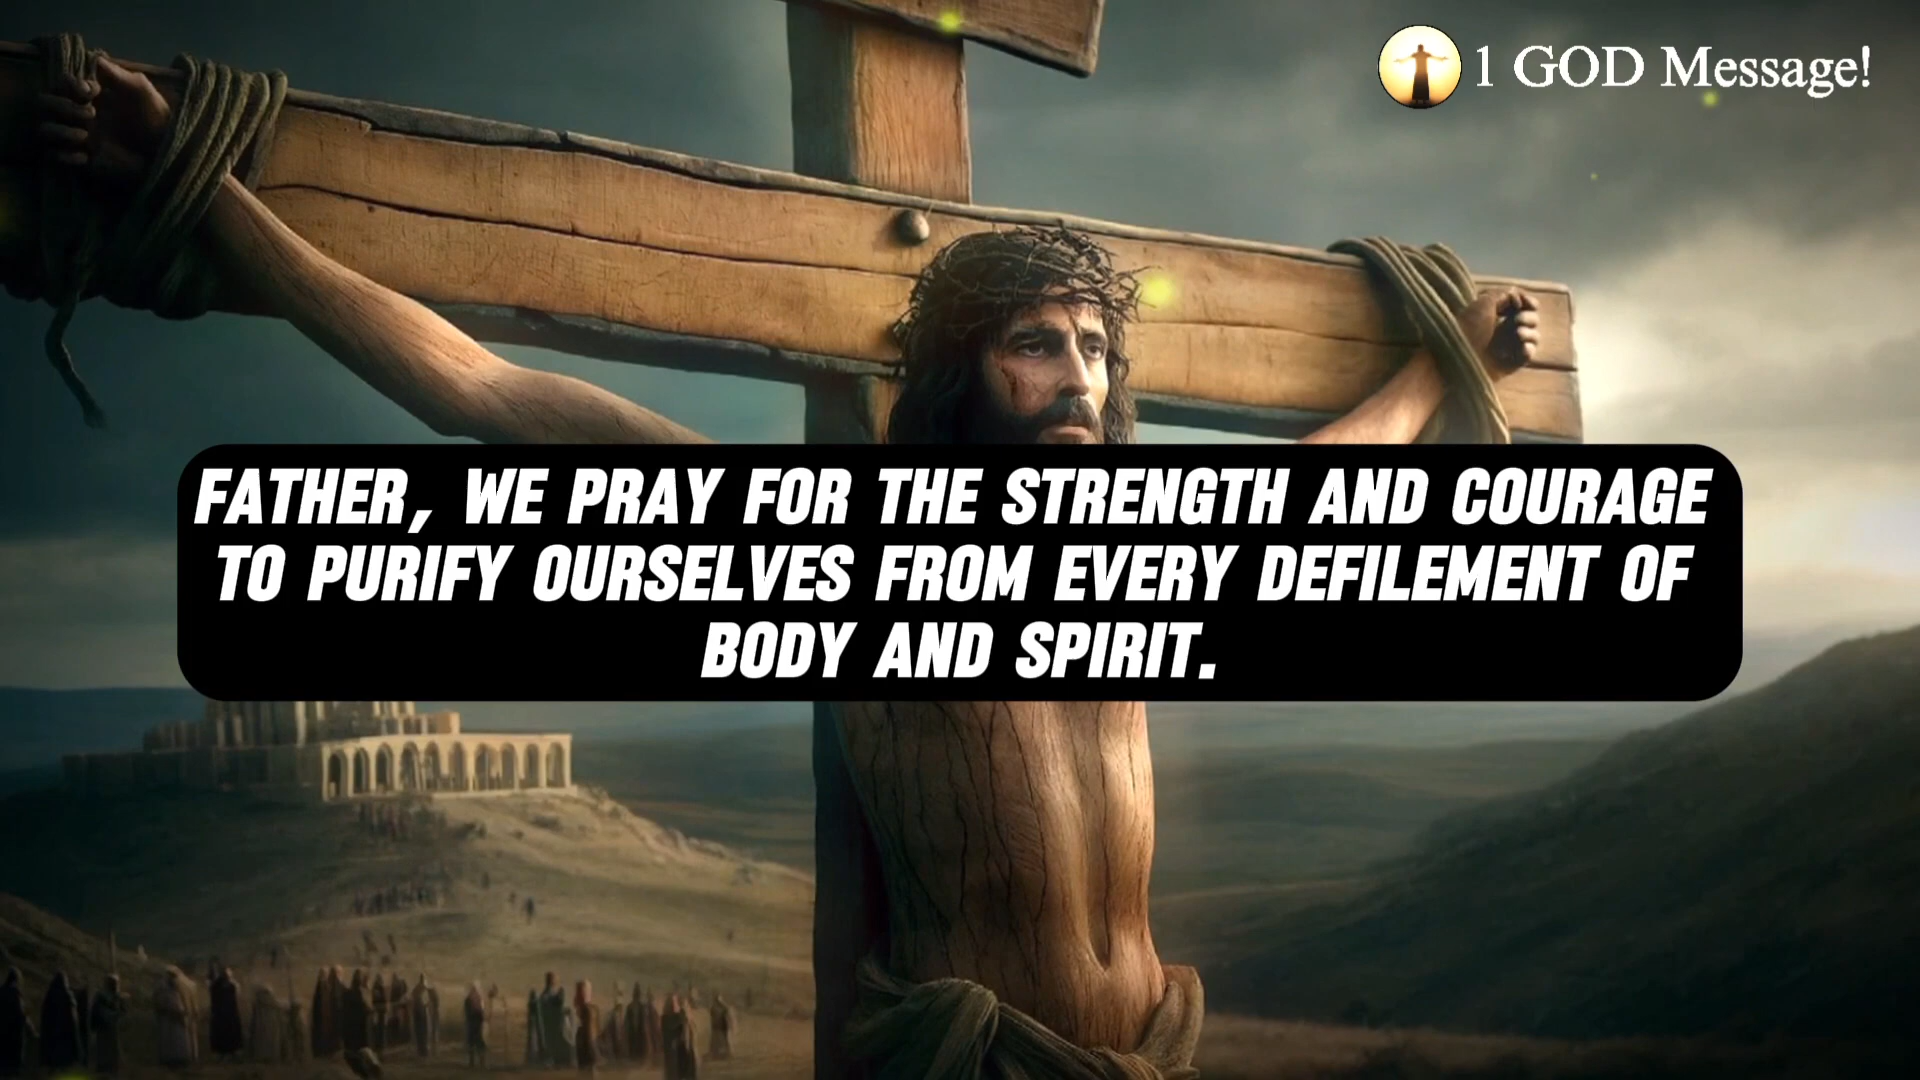 1 GOD Message!
FATHER, WE PRAY FOR THE STRENGTH AND COURAGE
TO PURIFY OURSELVES FROM EVERY DEFILEMENT OF
BODY AND SPIRIT.